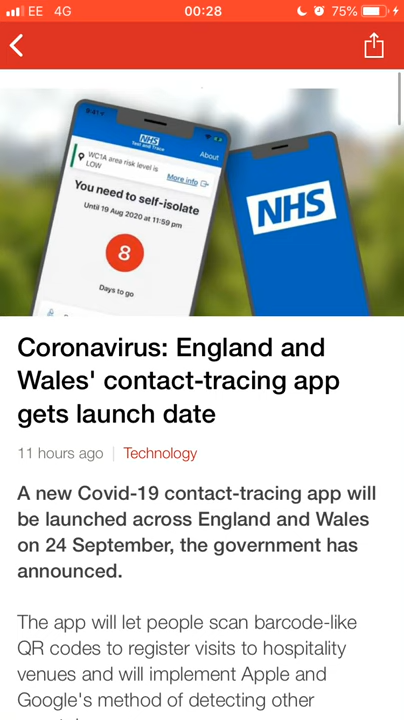 EE 4G 00:28 75%
9:41
NHS
Test and Trace
About
WC1A area risk level is
LOW
More info
You need to self-isolate
Until 19 Aug 2020 at 11:59 pm
8
Days to go
NHS
Coronavirus: England and
Wales' contact-tracing app
gets launch date
11 hours ago | Technology
A new Covid-19 contact-tracing app will
be launched across England and Wales
on 24 September, the government has
announced.
The app will let people scan barcode-like
QR codes to register visits to hospitality
venues and will implement Apple and
Google's method of detecting other